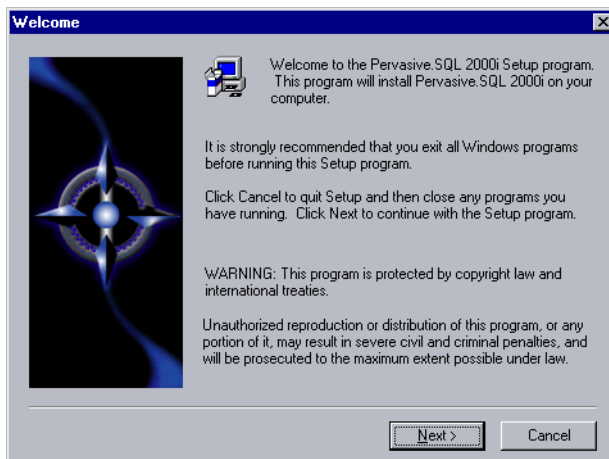 Welcome
Welcome to the Pervasive.SQL 2000i Setup program.
This program will install Pervasive.SQL 2000i on your
computer.
It is strongly recommended that you exit all Windows programs
before running this Setup program.
Click Cancel to quit Setup and then close any programs you
have running. Click Next to continue with the Setup program.
WARNING: This program is protected by copyright law and
international treaties.
Unauthorized reproduction or distribution of this program, or any
portion of it, may result in severe civil and criminal penalties, and
will be prosecuted to the maximum extent possible under law.
Next >
Cancel